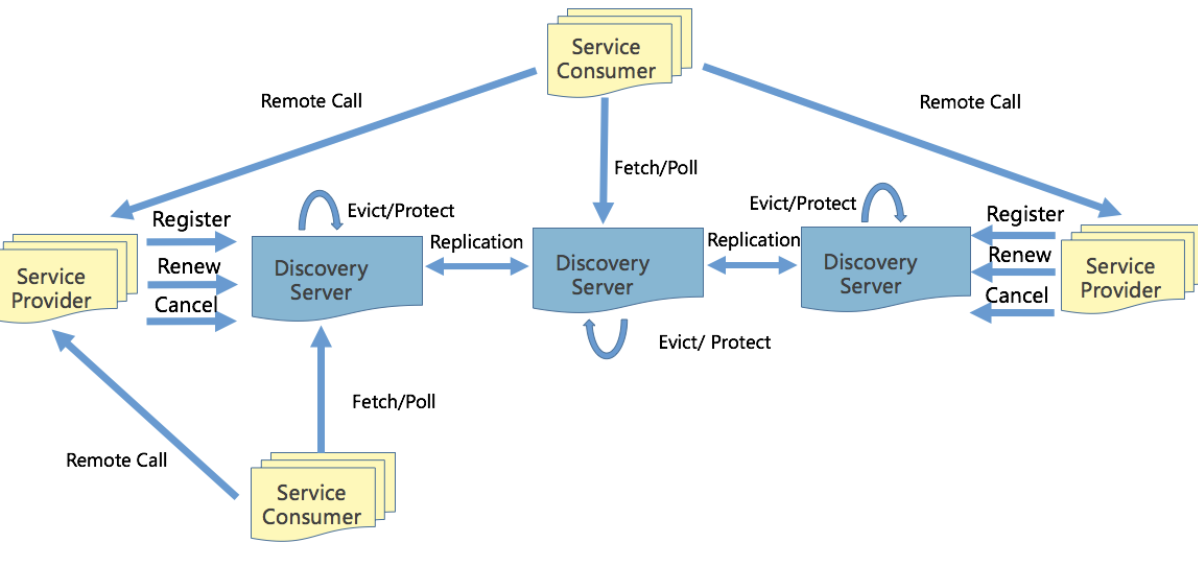 Service
Consumer
Remote Call
Remote Call
Fetch/Poll
Evict/Protect
Evict/Protect
Register
Renew
Cancel
Service
Provider
Discovery
Server
Replication
Discovery
Server
Replication
Discovery
Server
Register
Renew
Cancel
Service
Provider
Evict/ Protect
Fetch/Poll
Remote Call
Service
Consumer